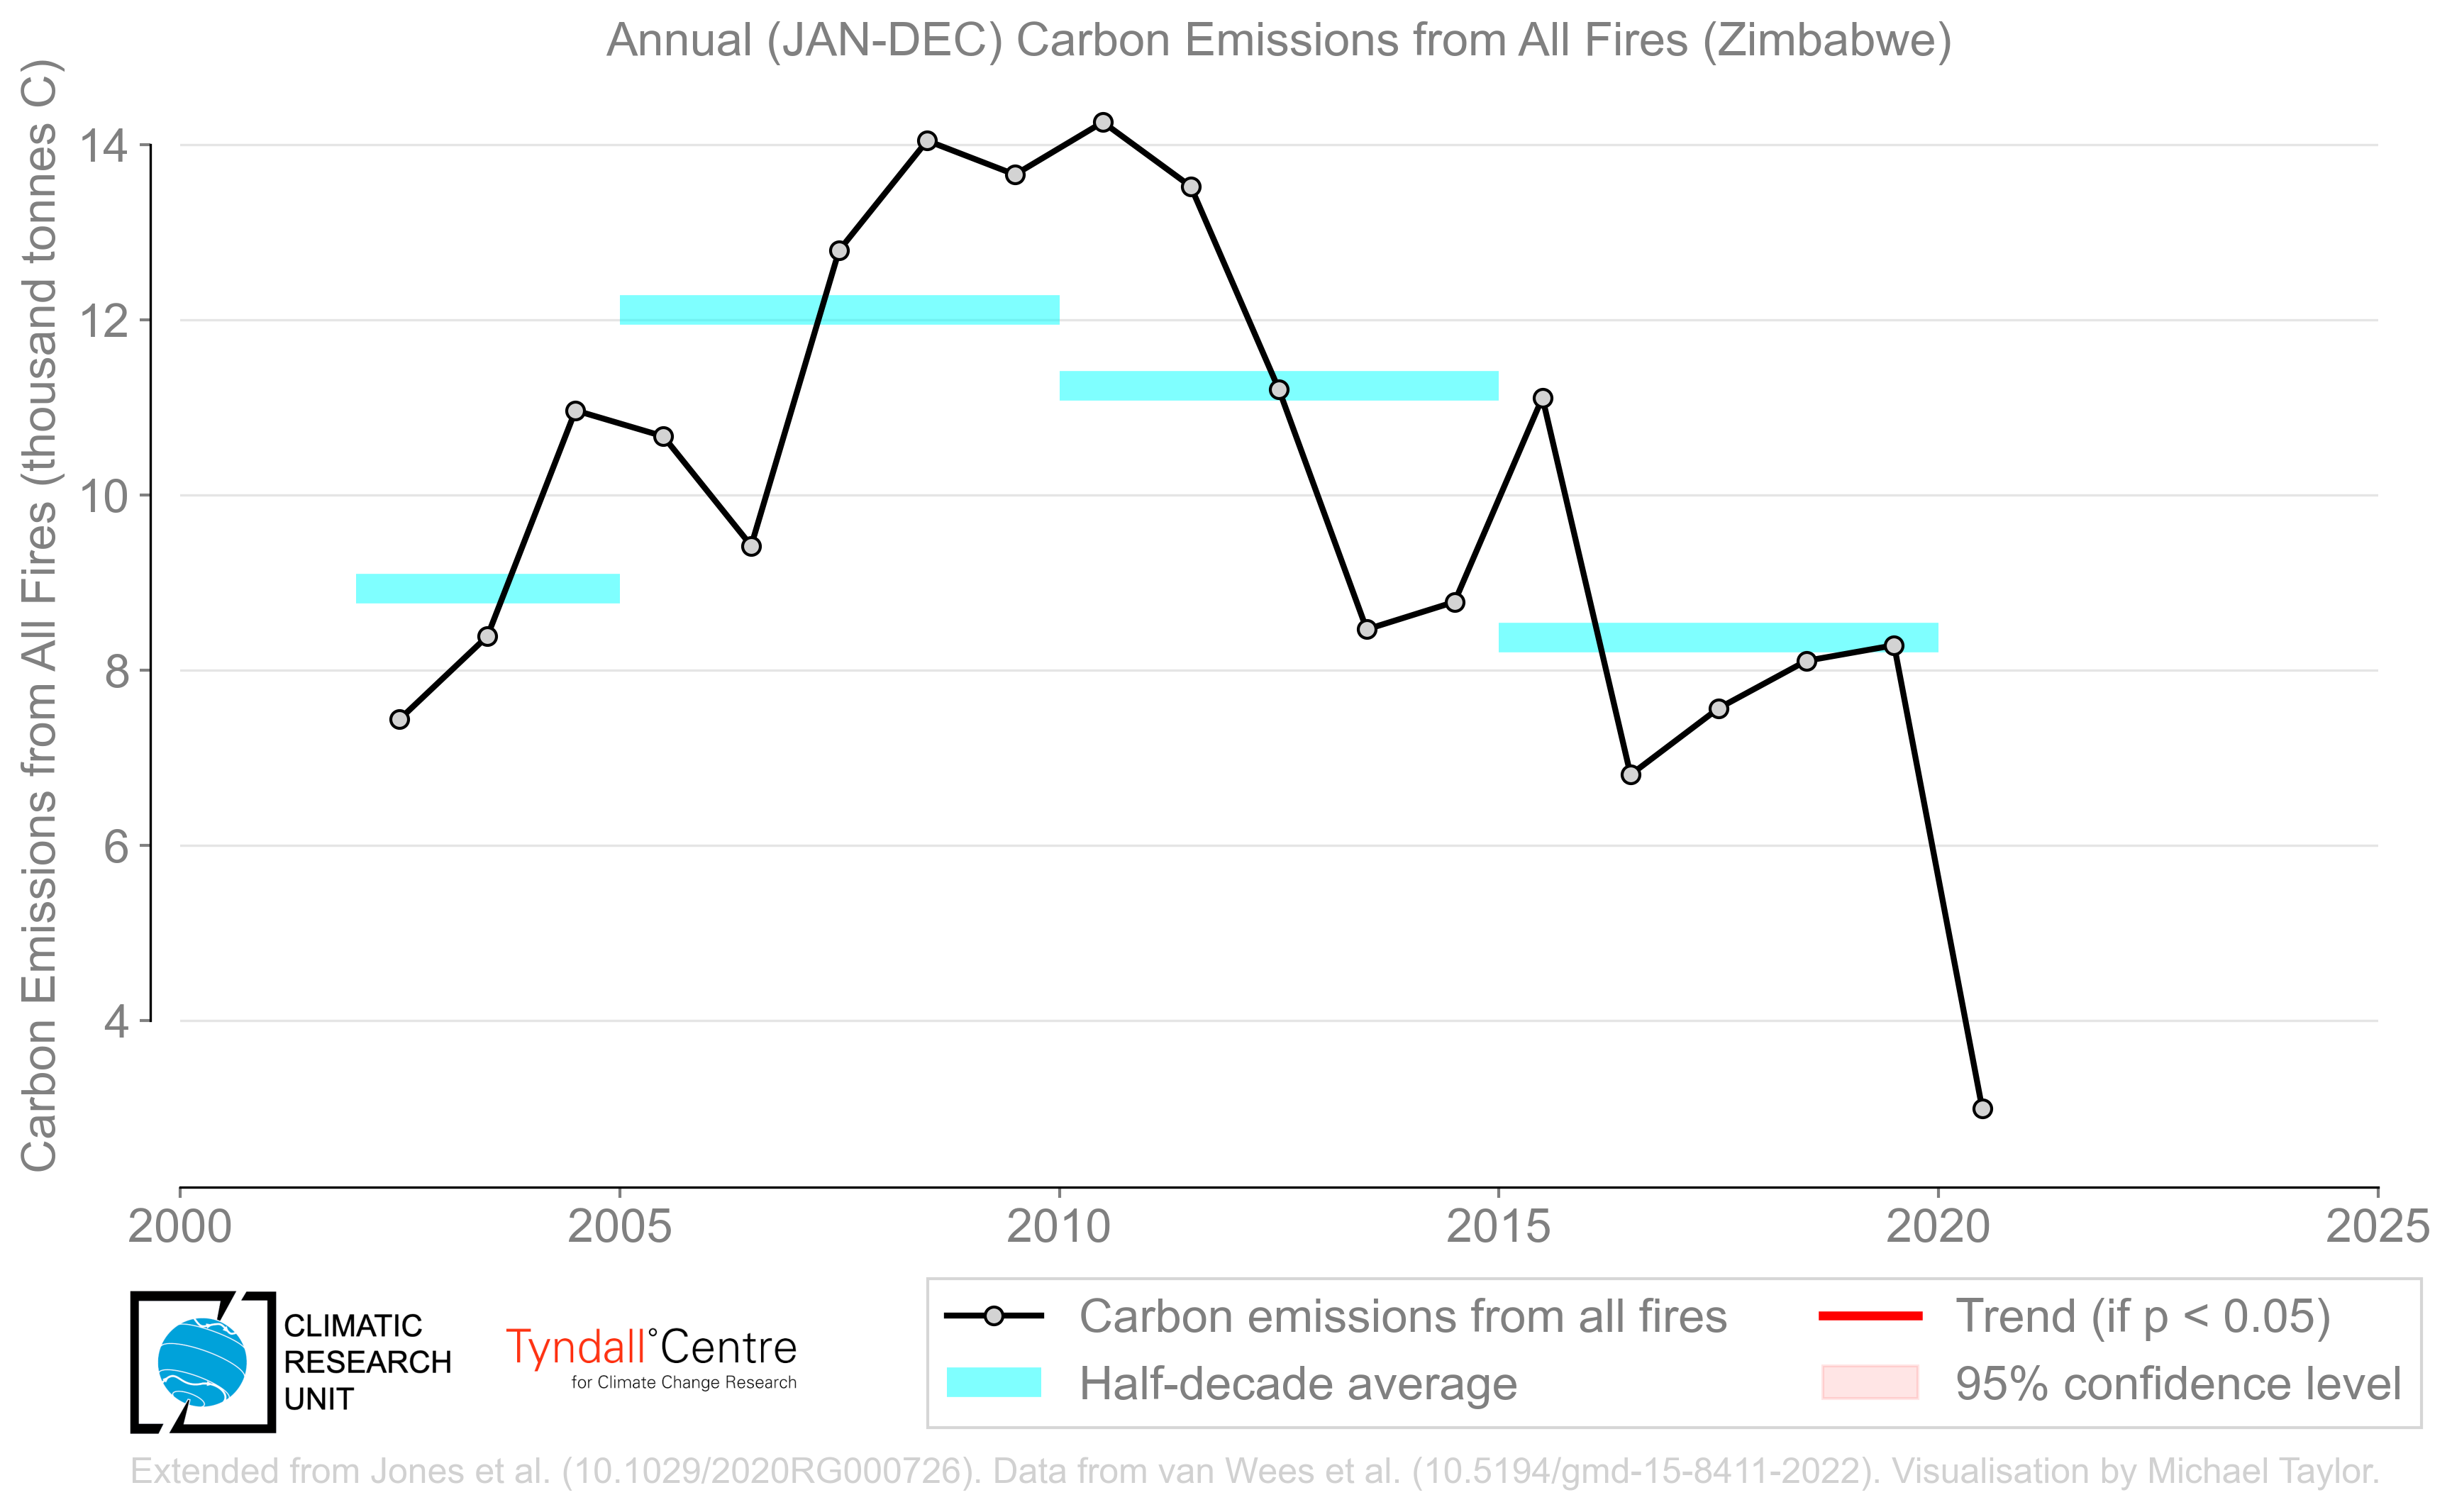 Annual (JAN-DEC) Carbon Emissions from All Fires (Zimbabwe)
Carbon Emissions from All Fires (thousand tonnes C)
14
12
10
8
6
4
2000
2005
2010
2015
2020
2025
Carbon emissions from all fires
Half-decade average
Trend (if p < 0.05)
95% confidence level
CLIMATIC
RESEARCH
UNIT
Tyndall°Centre
for Climate Change Research
Extended from Jones et al. (10.1029/2020RG000726). Data from van Wees et al. (10.5194/gmd-15-8411-2022). Visualisation by Michael Taylor.